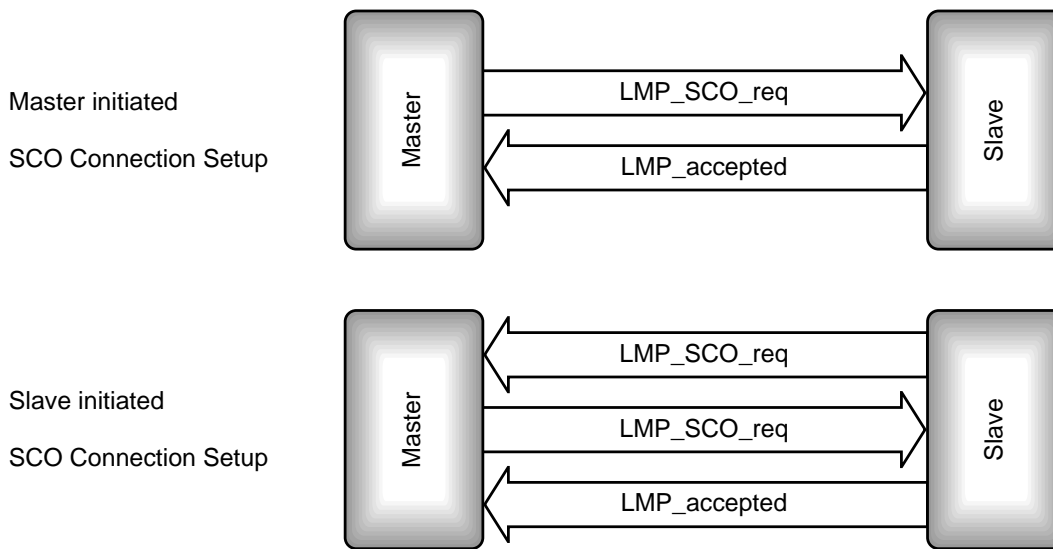 Master initiated
SCO Connection Setup
Master
LMP_SCO_req
LMP_accepted
Slave
Slave initiated
SCO Connection Setup
Master
LMP_SCO_req
LMP_SCO_req
LMP_accepted
Slave